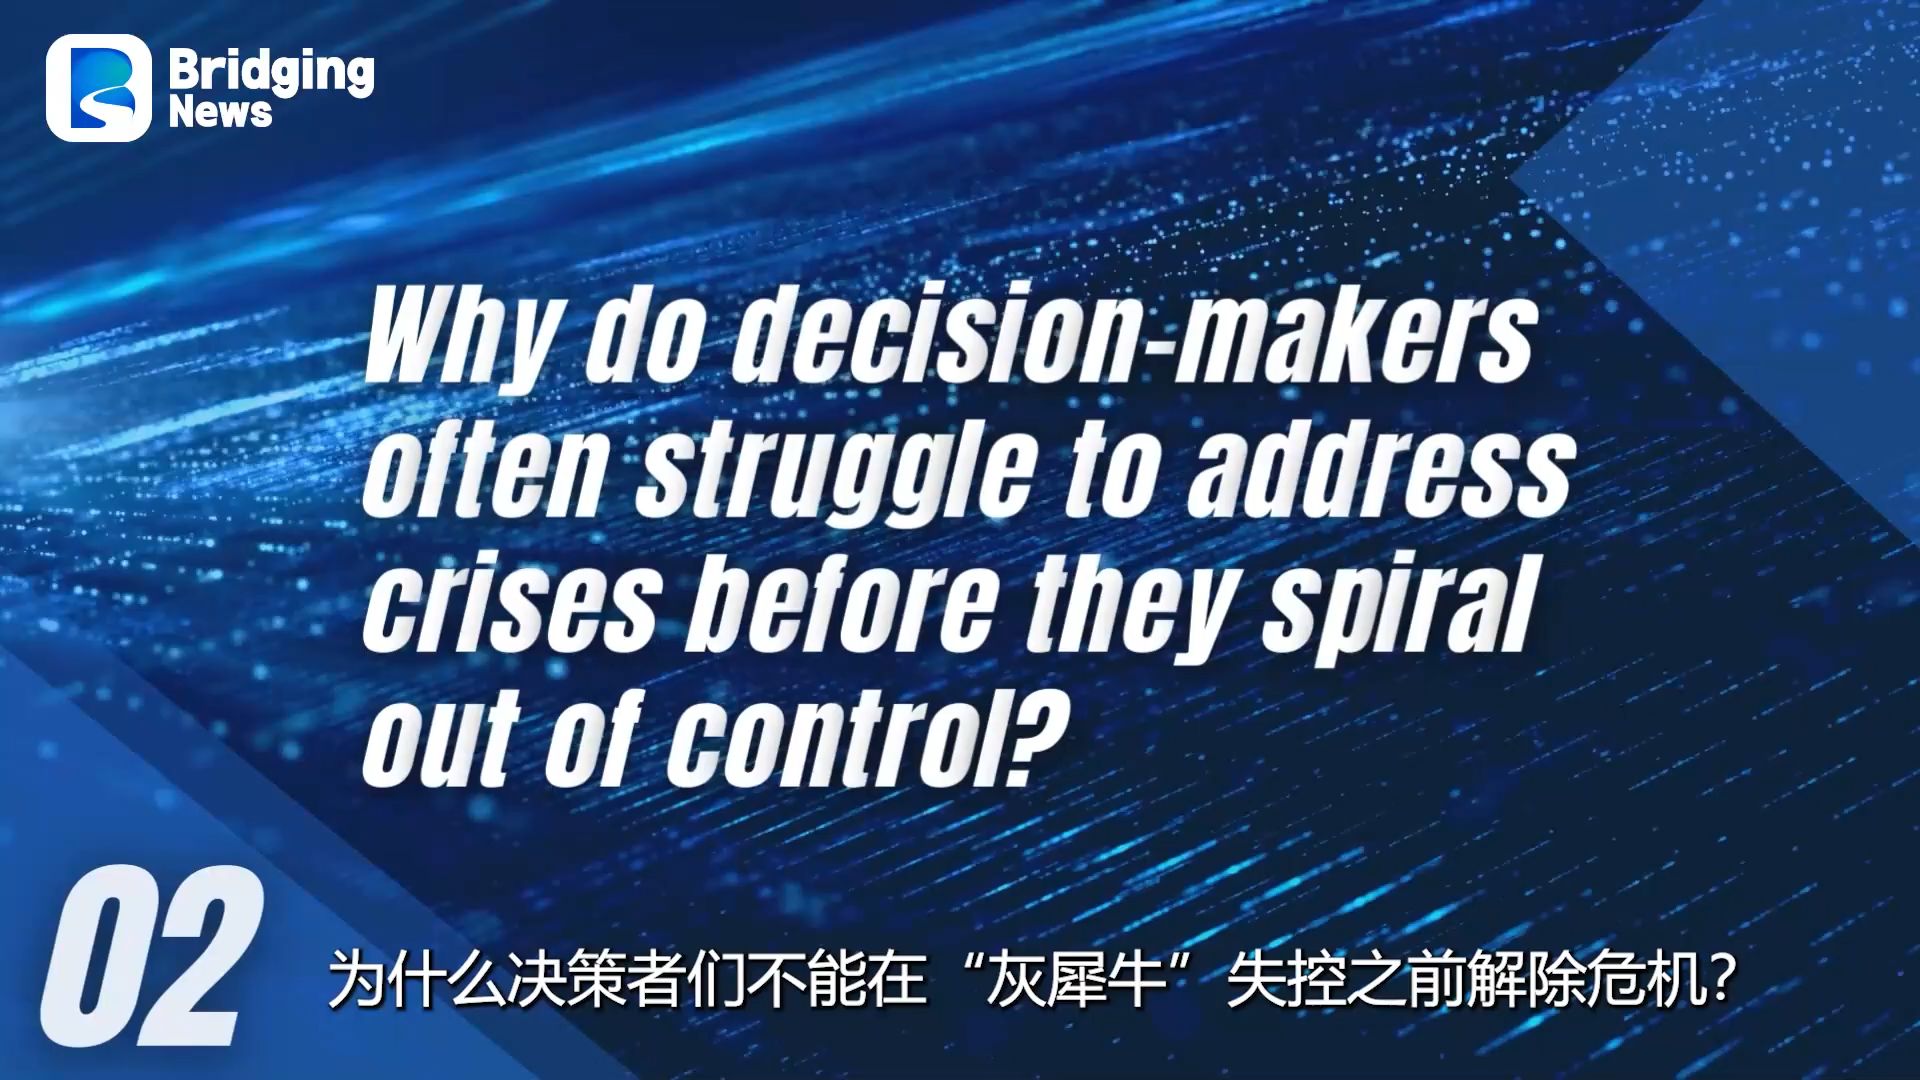 Bridging
News
Why do decision-makers
often struggle to address
crises before they spiral
out of control?
02
为什么决策者们不能在“灰犀牛”失控之前解除危机？